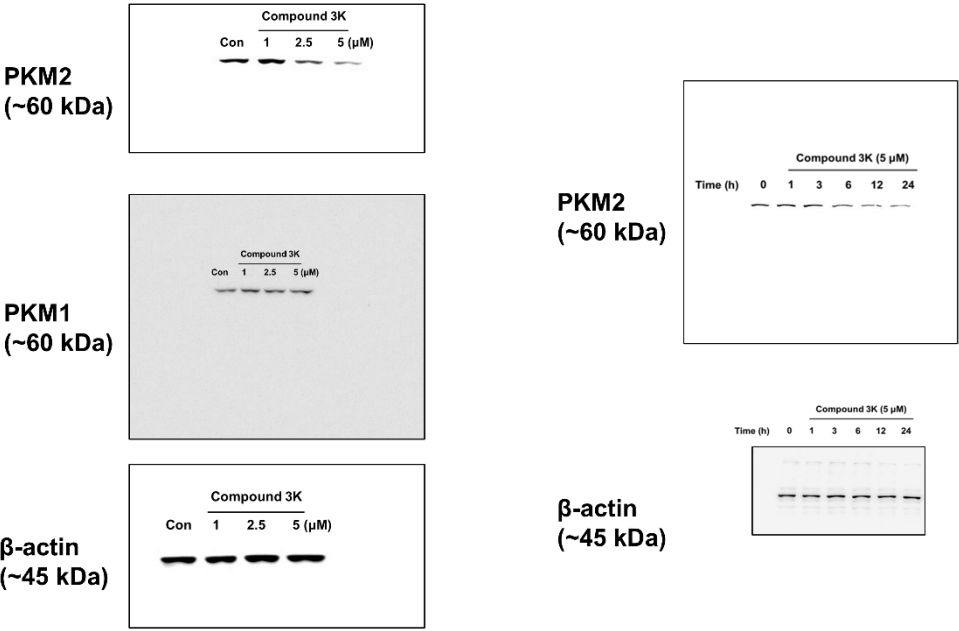 Compound 3K
Con 1 2.5 5 (μM)
PKM2
(~60 kDa)
Compound 3K
Con 1 2.5 5 (μM)
PKM1
(~60 kDa)
Compound 3K
Con 1 2.5 5 (μM)
β-actin
(~45 kDa)
Compound 3K (5 μM)
Time (h) 0 1 3 6 12 24
PKM2
(~60 kDa)
Compound 3K (5 μM)
Time (h) 0 1 3 6 12 24
β-actin
(~45 kDa)